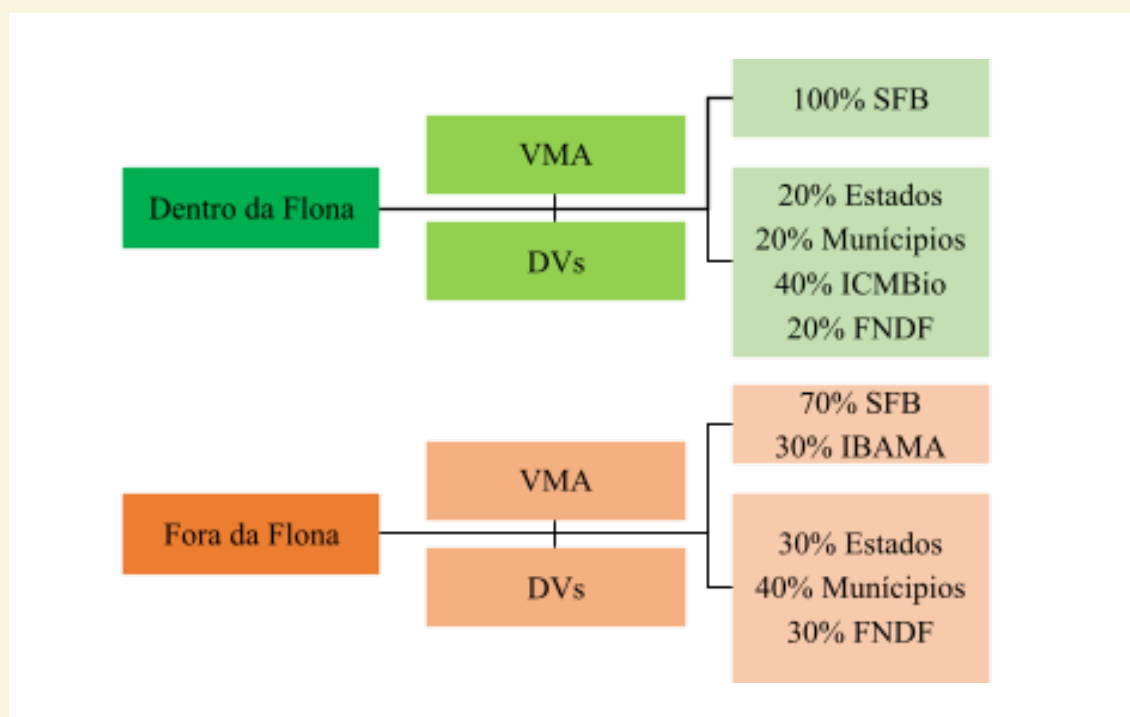 Dentro da Flona
VMA
DVs
100% SFB
20% Estados
20% Munícipios
40% ICMBio
20% FNDF
Fora da Flona
VMA
DVs
70% SFB
30% IBAMA
30% Estados
40% Munícipios
30% FNDF